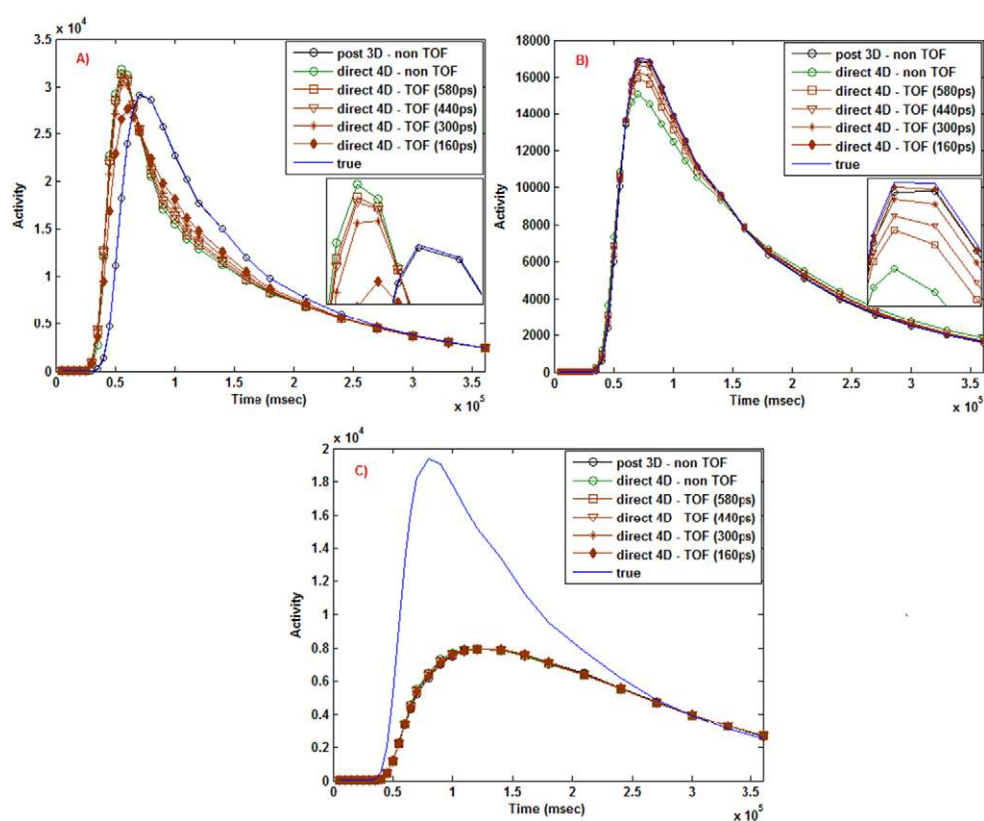 x 10^4
A)
post 3D - non TOF
direct 4D - non TOF
direct 4D - TOF (580ps)
direct 4D - TOF (440ps)
direct 4D - TOF (300ps)
direct 4D - TOF (160ps)
true
3.5
3
2.5
2
1.5
1
0.5
0
Activity
0 0.5 1 1.5 2 2.5 3 3.5
Time (msec)
x 10^5
B)
post 3D - non TOF
direct 4D - non TOF
direct 4D - TOF (580ps)
direct 4D - TOF (440ps)
direct 4D - TOF (300ps)
direct 4D - TOF (160ps)
true
18000
16000
14000
12000
10000
8000
6000
4000
2000
0
Activity
0 0.5 1 1.5 2 2.5 3 3.5
Time (msec)
x 10^5
x 10^4
C)
post 3D - non TOF
direct 4D - non TOF
direct 4D - TOF (580ps)
direct 4D - TOF (440ps)
direct 4D - TOF (300ps)
direct 4D - TOF (160ps)
true
2
1.8
1.6
1.4
1.2
1
0.8
0.6
0.4
0.2
0
Activity
0 0.5 1 1.5 2 2.5 3 3.5
Time (msec)
x 10^5